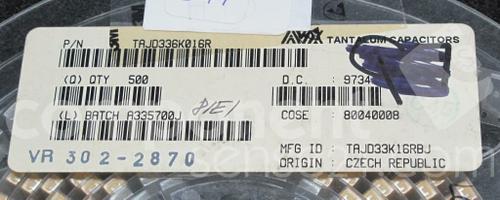 P/N TAJD336K016R
AVX TANTALUM CAPACITORS
(Q) QTY 500
D.C. : 9734
(L) BATCH A335700J
P/E1
COSE : 80040008
VR 302-2870
MFG ID : TAJD33K16RBJ
ORIGIN : CZECH REPUBLIC